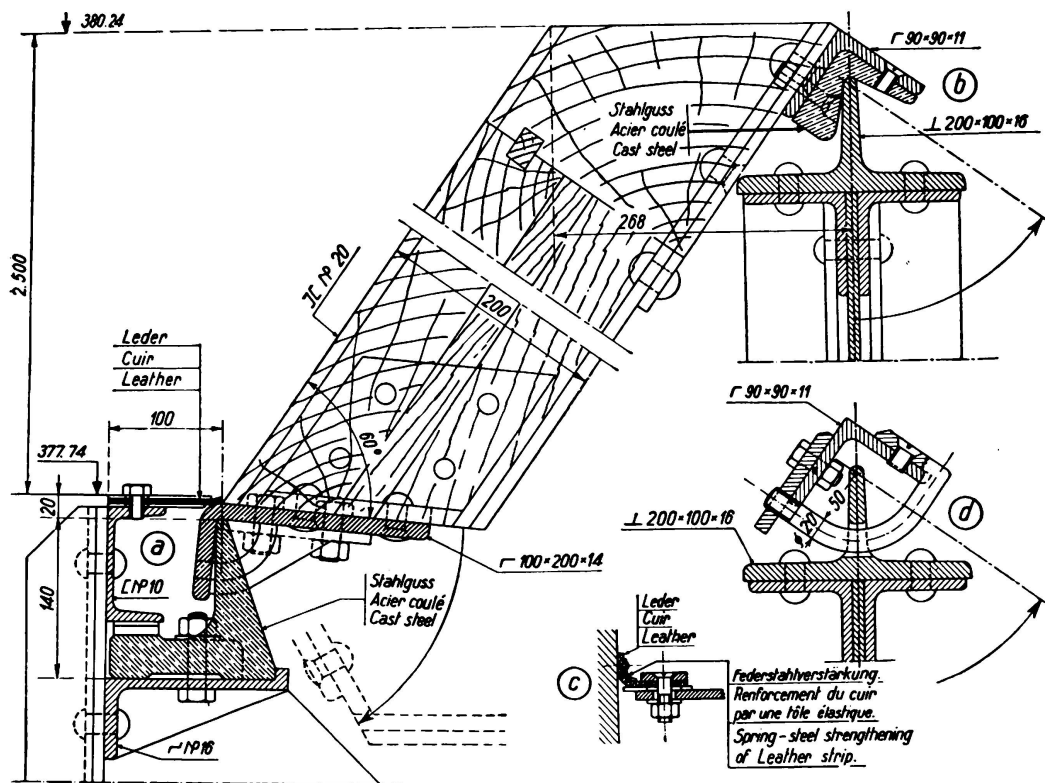 380.24
┌ 90×90×11
b
Stahlguss
Acier coulé
Cast steel
⊥ 200×100×16
268
2.500
][ № 20
200
Leder
Cuir
Leather
100
60°
┌ 90×90×11
377.74
20
a
50
φ 20
d
⊥ 200×100×16
[ № 10
140
┌ 100×200×14
Stahlguss
Acier coulé
Cast steel
Leder
Cuir
Leather
c
Federstahlverstärkung.
Renforcement du cuir
par une tôle élastique.
Spring-steel strengthening
of Leather strip.
№ 16